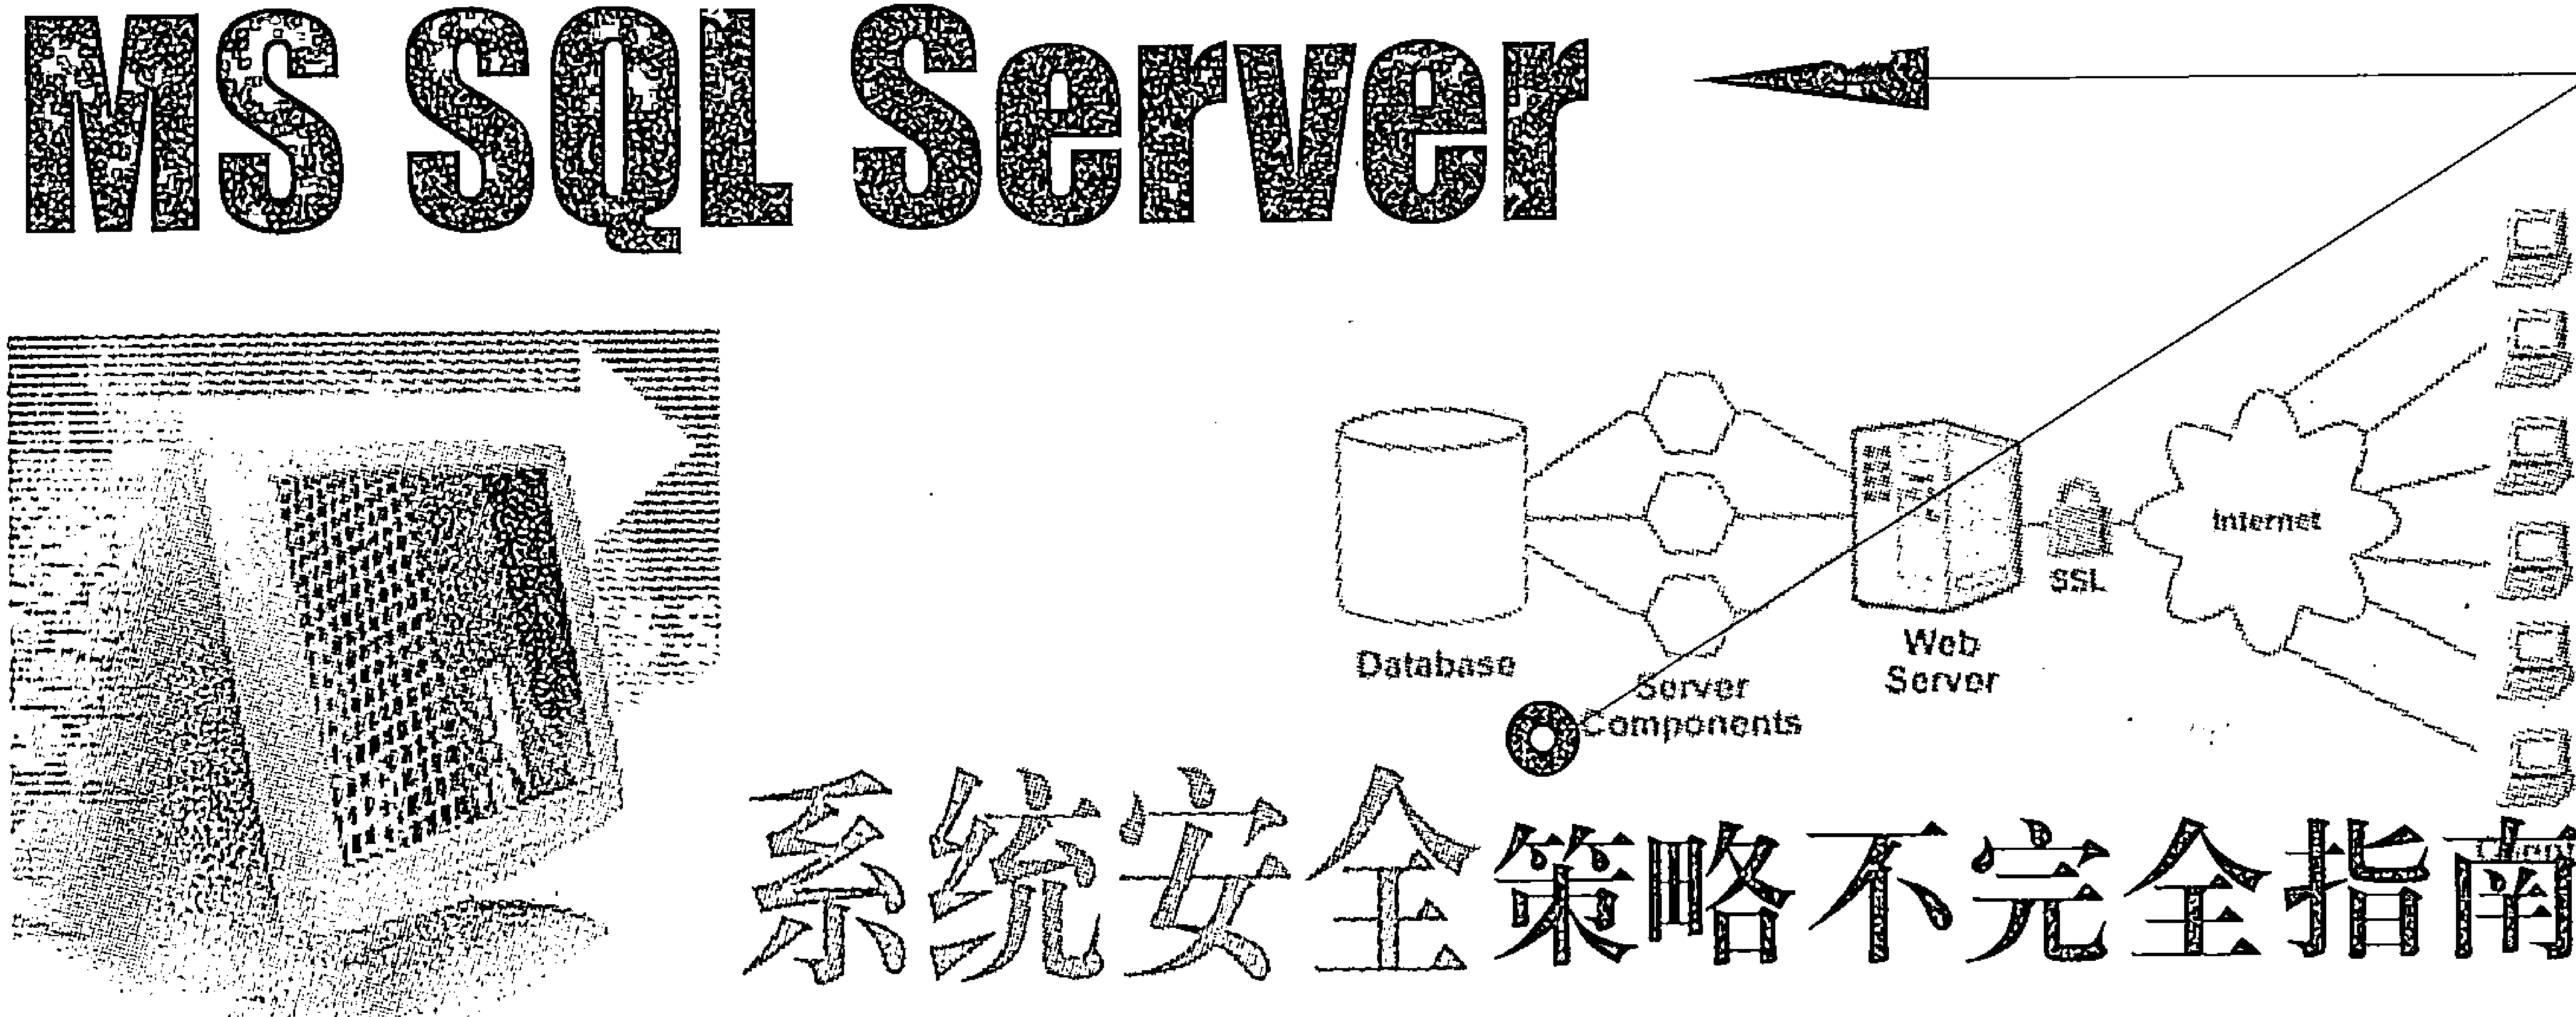 MS SQL Server
Internet
SSL
Web
Server
Database
Server
Components
系统安全策略不完全指南